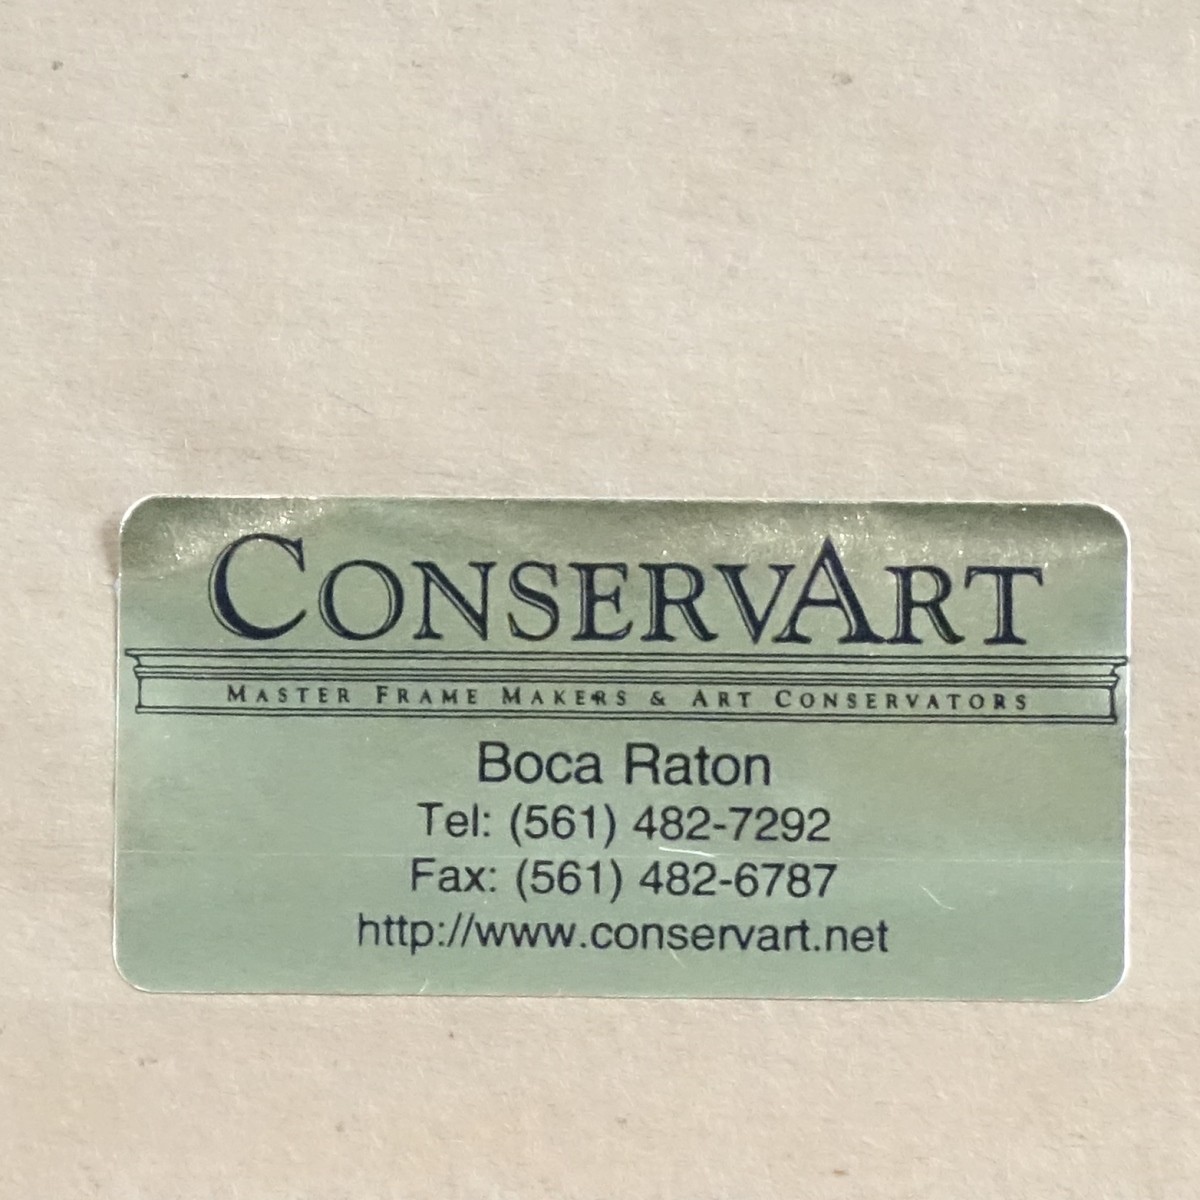 CONSERVART
MASTER FRAME MAKERS & ART CONSERVATORS
Boca Raton
Tel: (561) 482-7292
Fax: (561) 482-6787
http://www.conservart.net